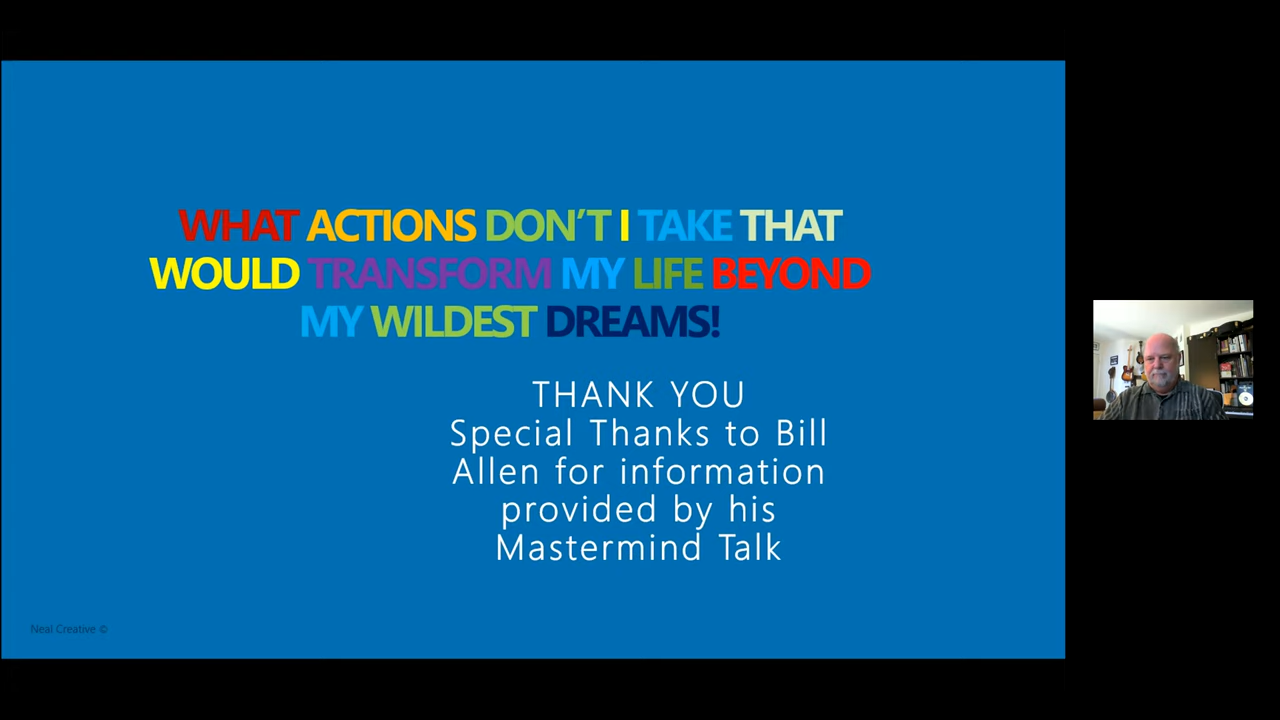 WHAT ACTIONS DON'T I TAKE THAT
WOULD TRANSFORM MY LIFE BEYOND
MY WILDEST DREAMS!
THANK YOU
Special Thanks to Bill
Allen for information
provided by his
Mastermind Talk
Neal Creative ©